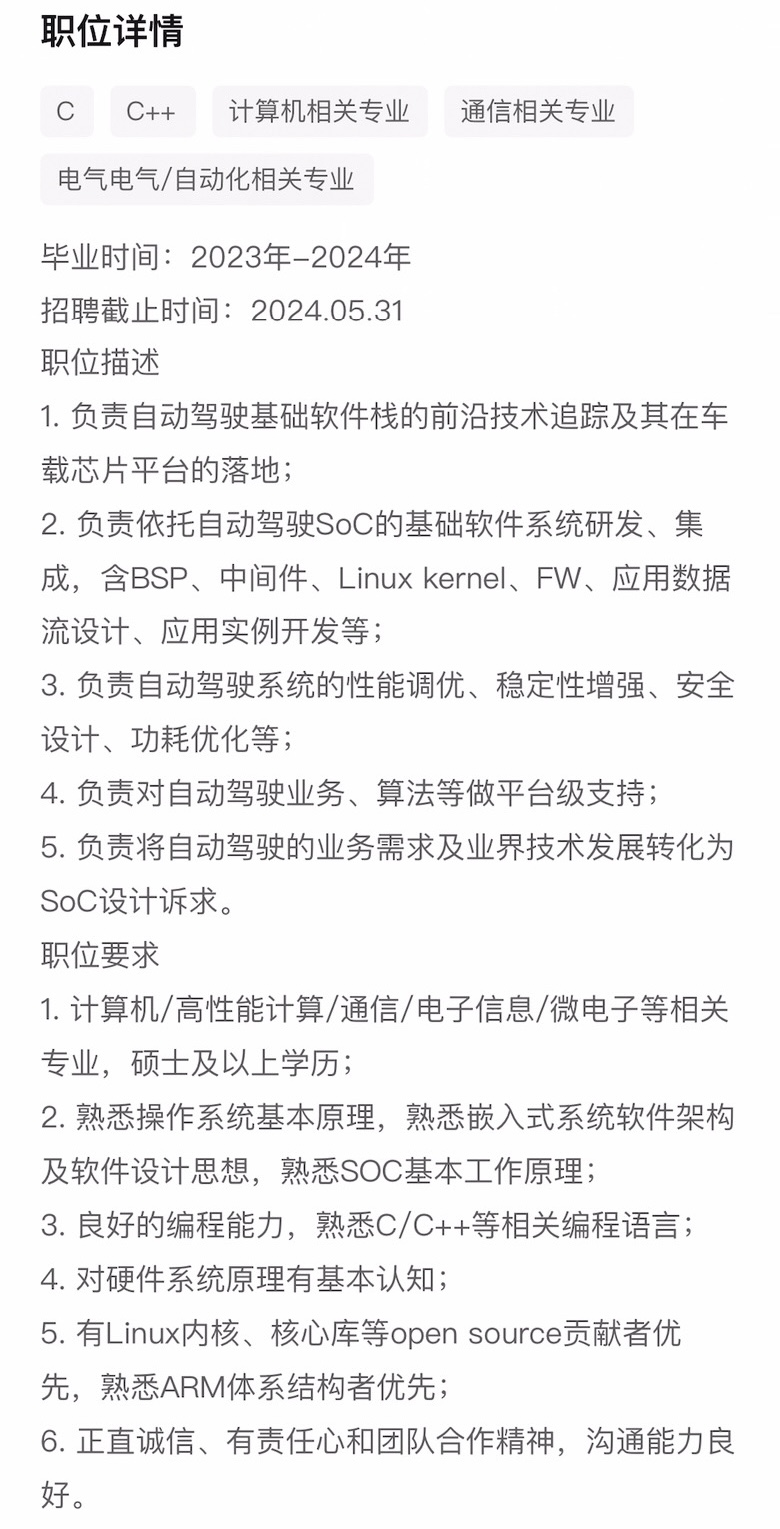 职位详情
C C++ 计算机相关专业 通信相关专业
电气电气/自动化相关专业
毕业时间：2023年-2024年
招聘截止时间：2024.05.31
职位描述
1. 负责自动驾驶基础软件栈的前沿技术追踪及其在车
载芯片平台的落地；
2. 负责依托自动驾驶SoC的基础软件系统研发、集
成，含BSP、中间件、Linux kernel、FW、应用数据
流设计、应用实例开发等；
3. 负责自动驾驶系统的性能调优、稳定性增强、安全
设计、功耗优化等；
4. 负责对自动驾驶业务、算法等做平台级支持；
5. 负责将自动驾驶的业务需求及业界技术发展转化为
SoC设计诉求。
职位要求
1. 计算机/高性能计算/通信/电子信息/微电子等相关
专业，硕士及以上学历；
2. 熟悉操作系统基本原理，熟悉嵌入式系统软件架构
及软件设计思想，熟悉SOC基本工作原理；
3. 良好的编程能力，熟悉C/C++等相关编程语言；
4. 对硬件系统原理有基本认知；
5. 有Linux内核、核心库等open source贡献者优
先，熟悉ARM体系结构者优先；
6. 正直诚信、有责任心和团队合作精神，沟通能力良
好。